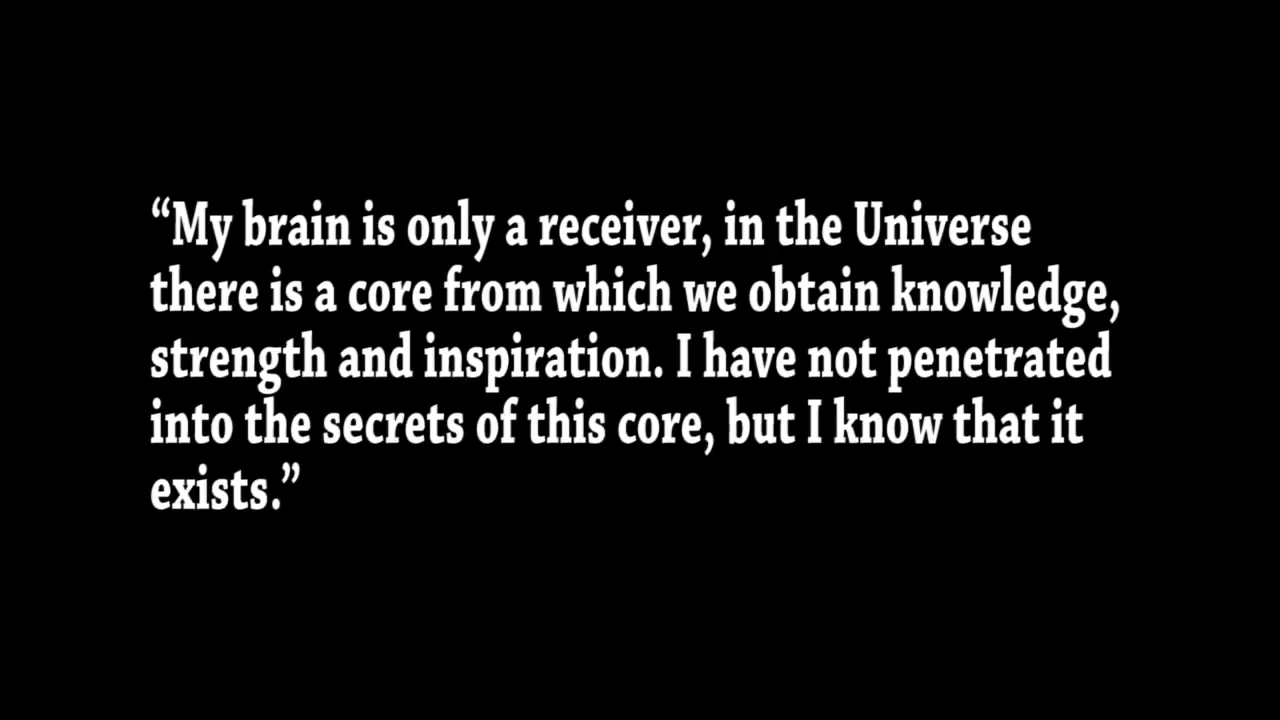 “My brain is only a receiver, in the Universe
there is a core from which we obtain knowledge,
strength and inspiration. I have not penetrated
into the secrets of this core, but I know that it
exists.”